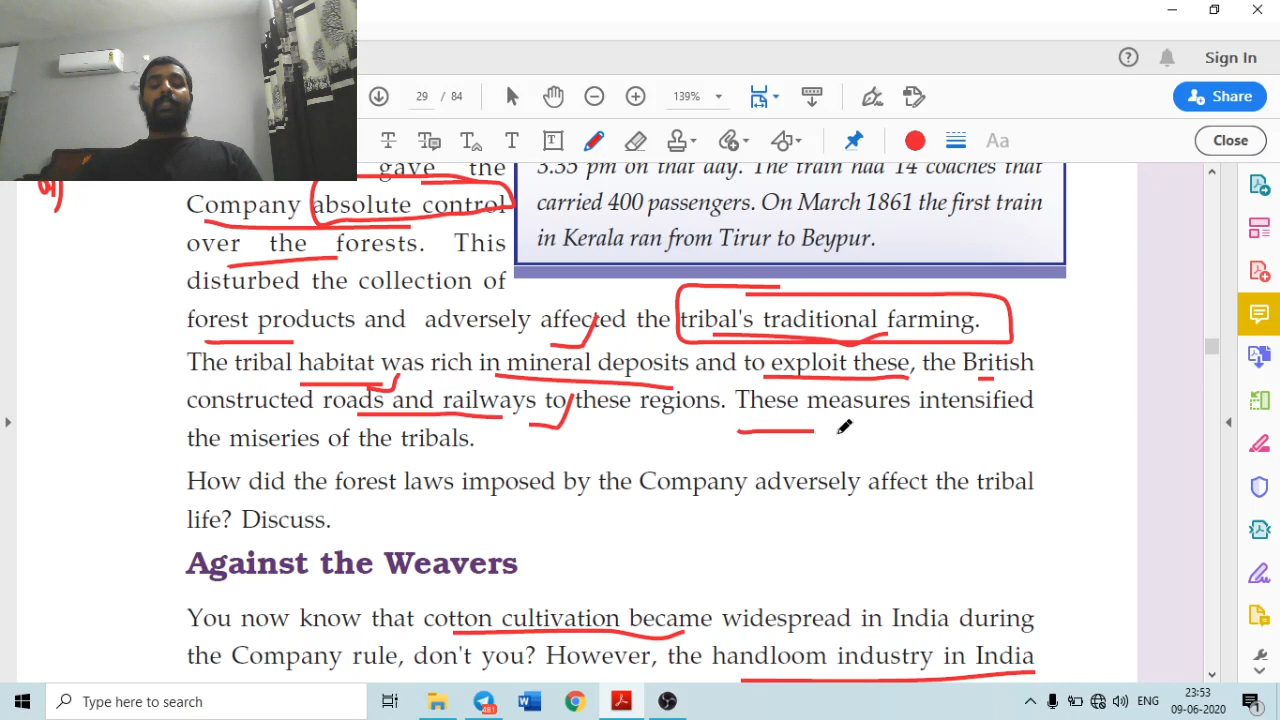 Sign In
29 / 84
139%
Share
Aa
Close
gave the
Company absolute control
over the forests. This
disturbed the collection of
forest products and adversely affected the tribal's traditional farming.
3.35 pm on that day. The train had 14 coaches that
carried 400 passengers. On March 1861 the first train
in Kerala ran from Tirur to Beypur.
The tribal habitat was rich in mineral deposits and to exploit these, the British
constructed roads and railways to these regions. These measures intensified
the miseries of the tribals.
How did the forest laws imposed by the Company adversely affect the tribal
life? Discuss.
Against the Weavers
You now know that cotton cultivation became widespread in India during
the Company rule, don't you? However, the handloom industry in India
Type here to search
481
ENG
23:53
09-06-2020
1